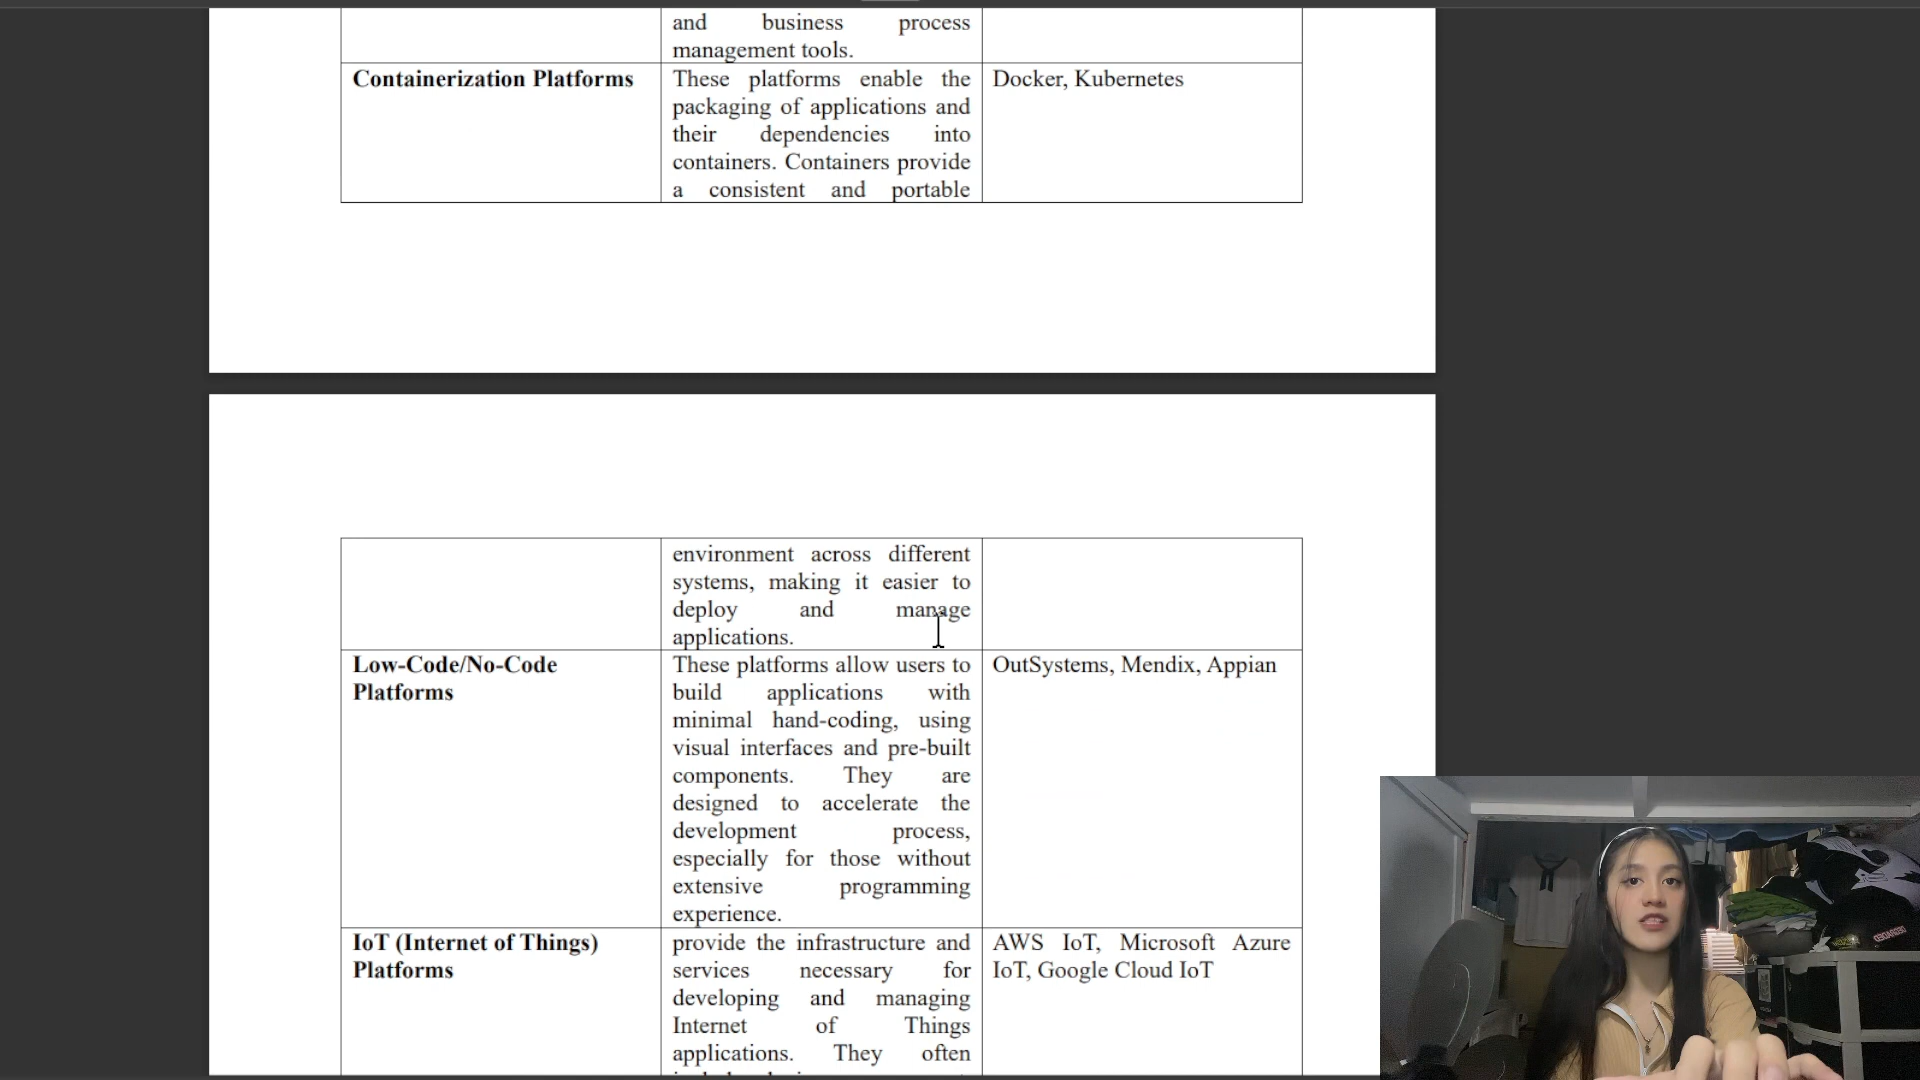 and business process
management tools.
Containerization Platforms
These platforms enable the
packaging of applications and
their dependencies into
containers. Containers provide
a consistent and portable
Docker, Kubernetes
environment across different
systems, making it easier to
deploy and manage
applications.
Low-Code/No-Code
Platforms
These platforms allow users to
build applications with
minimal hand-coding, using
visual interfaces and pre-built
components. They are
designed to accelerate the
development process,
especially for those without
extensive programming
experience.
OutSystems, Mendix, Appian
IoT (Internet of Things)
Platforms
provide the infrastructure and
services necessary for
developing and managing
Internet of Things
applications. They often
AWS IoT, Microsoft Azure
IoT, Google Cloud IoT